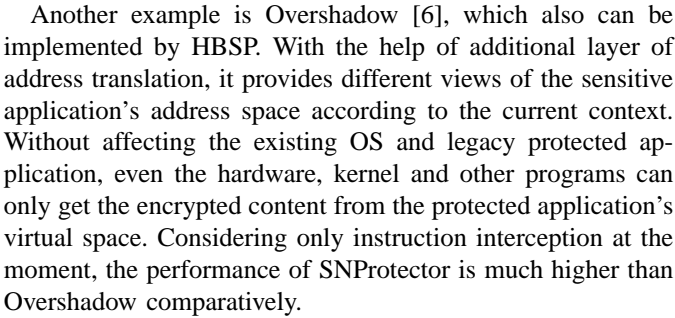 Another example is Overshadow [6], which also can be
implemented by HBSP. With the help of additional layer of
address translation, it provides different views of the sensitive
application’s address space according to the current context.
Without affecting the existing OS and legacy protected ap-
plication, even the hardware, kernel and other programs can
only get the encrypted content from the protected application’s
virtual space. Considering only instruction interception at the
moment, the performance of SNProtector is much higher than
Overshadow comparatively.